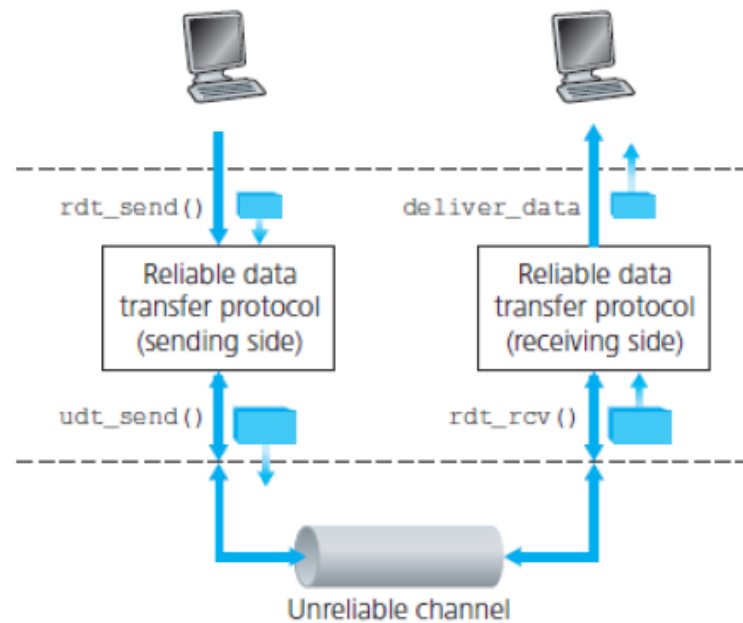 rdt_send()
deliver_data
Reliable data
transfer protocol
(sending side)
Reliable data
transfer protocol
(receiving side)
udt_send()
rdt_rcv()
Unreliable channel